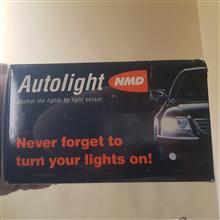 Autolight NMD
Control the lights by light sensor
Never forget to
turn your lights on!